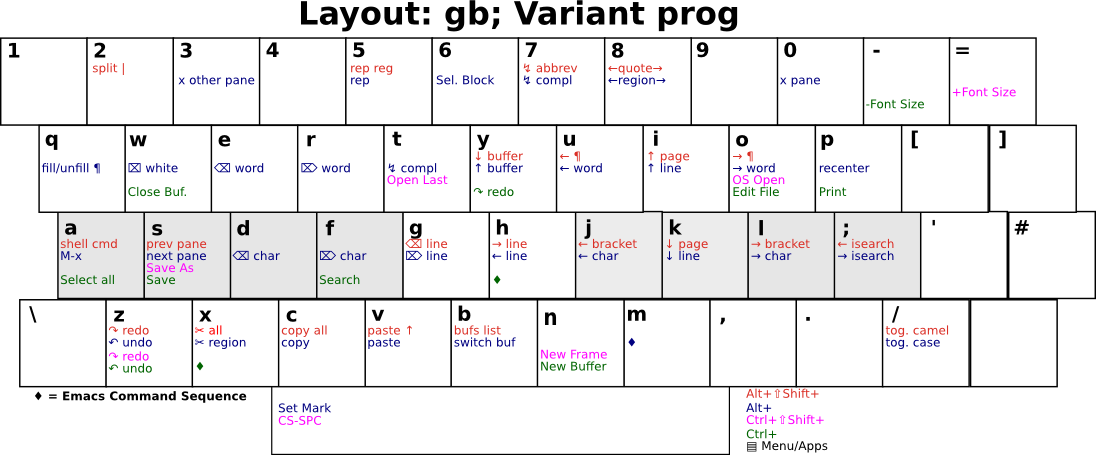 Layout: gb; Variant prog
1
2
split |
3
x other pane
4
5
rep reg
rep
6
Sel. Block
7
↯ abbrev
↯ compl
8
←quote→
←region→
9
0
x pane
-
-Font Size
=
+Font Size
q
fill/unfill ¶
w
⌧ white
Close Buf.
e
⌫ word
r
⌦ word
t
↯ compl
Open Last
y
↓ buffer
↑ buffer
↷ redo
u
← ¶
← word
i
↑ page
↑ line
o
→ ¶
→ word
OS Open
Edit File
p
recenter
Print
[
]
a
shell cmd
M-x
Select all
s
prev pane
next pane
Save As
Save
d
⌫ char
f
⌦ char
Search
g
⌫ line
⌦ line
h
→ line
← line
♦
j
← bracket
← char
k
↓ page
↓ line
l
→ bracket
→ char
;
← isearch
→ isearch
'
#
\
z
↷ redo
↶ undo
↷ redo
↶ undo
x
✂ all
✂ region
♦
c
copy all
copy
v
paste ↑
paste
b
bufs list
switch buf
n
New Frame
New Buffer
m
♦
,
.
/
tog. camel
tog. case
♦ = Emacs Command Sequence
Set Mark
CS-SPC
Alt+⇧Shift+
Alt+
Ctrl+⇧Shift+
Ctrl+
▤ Menu/Apps